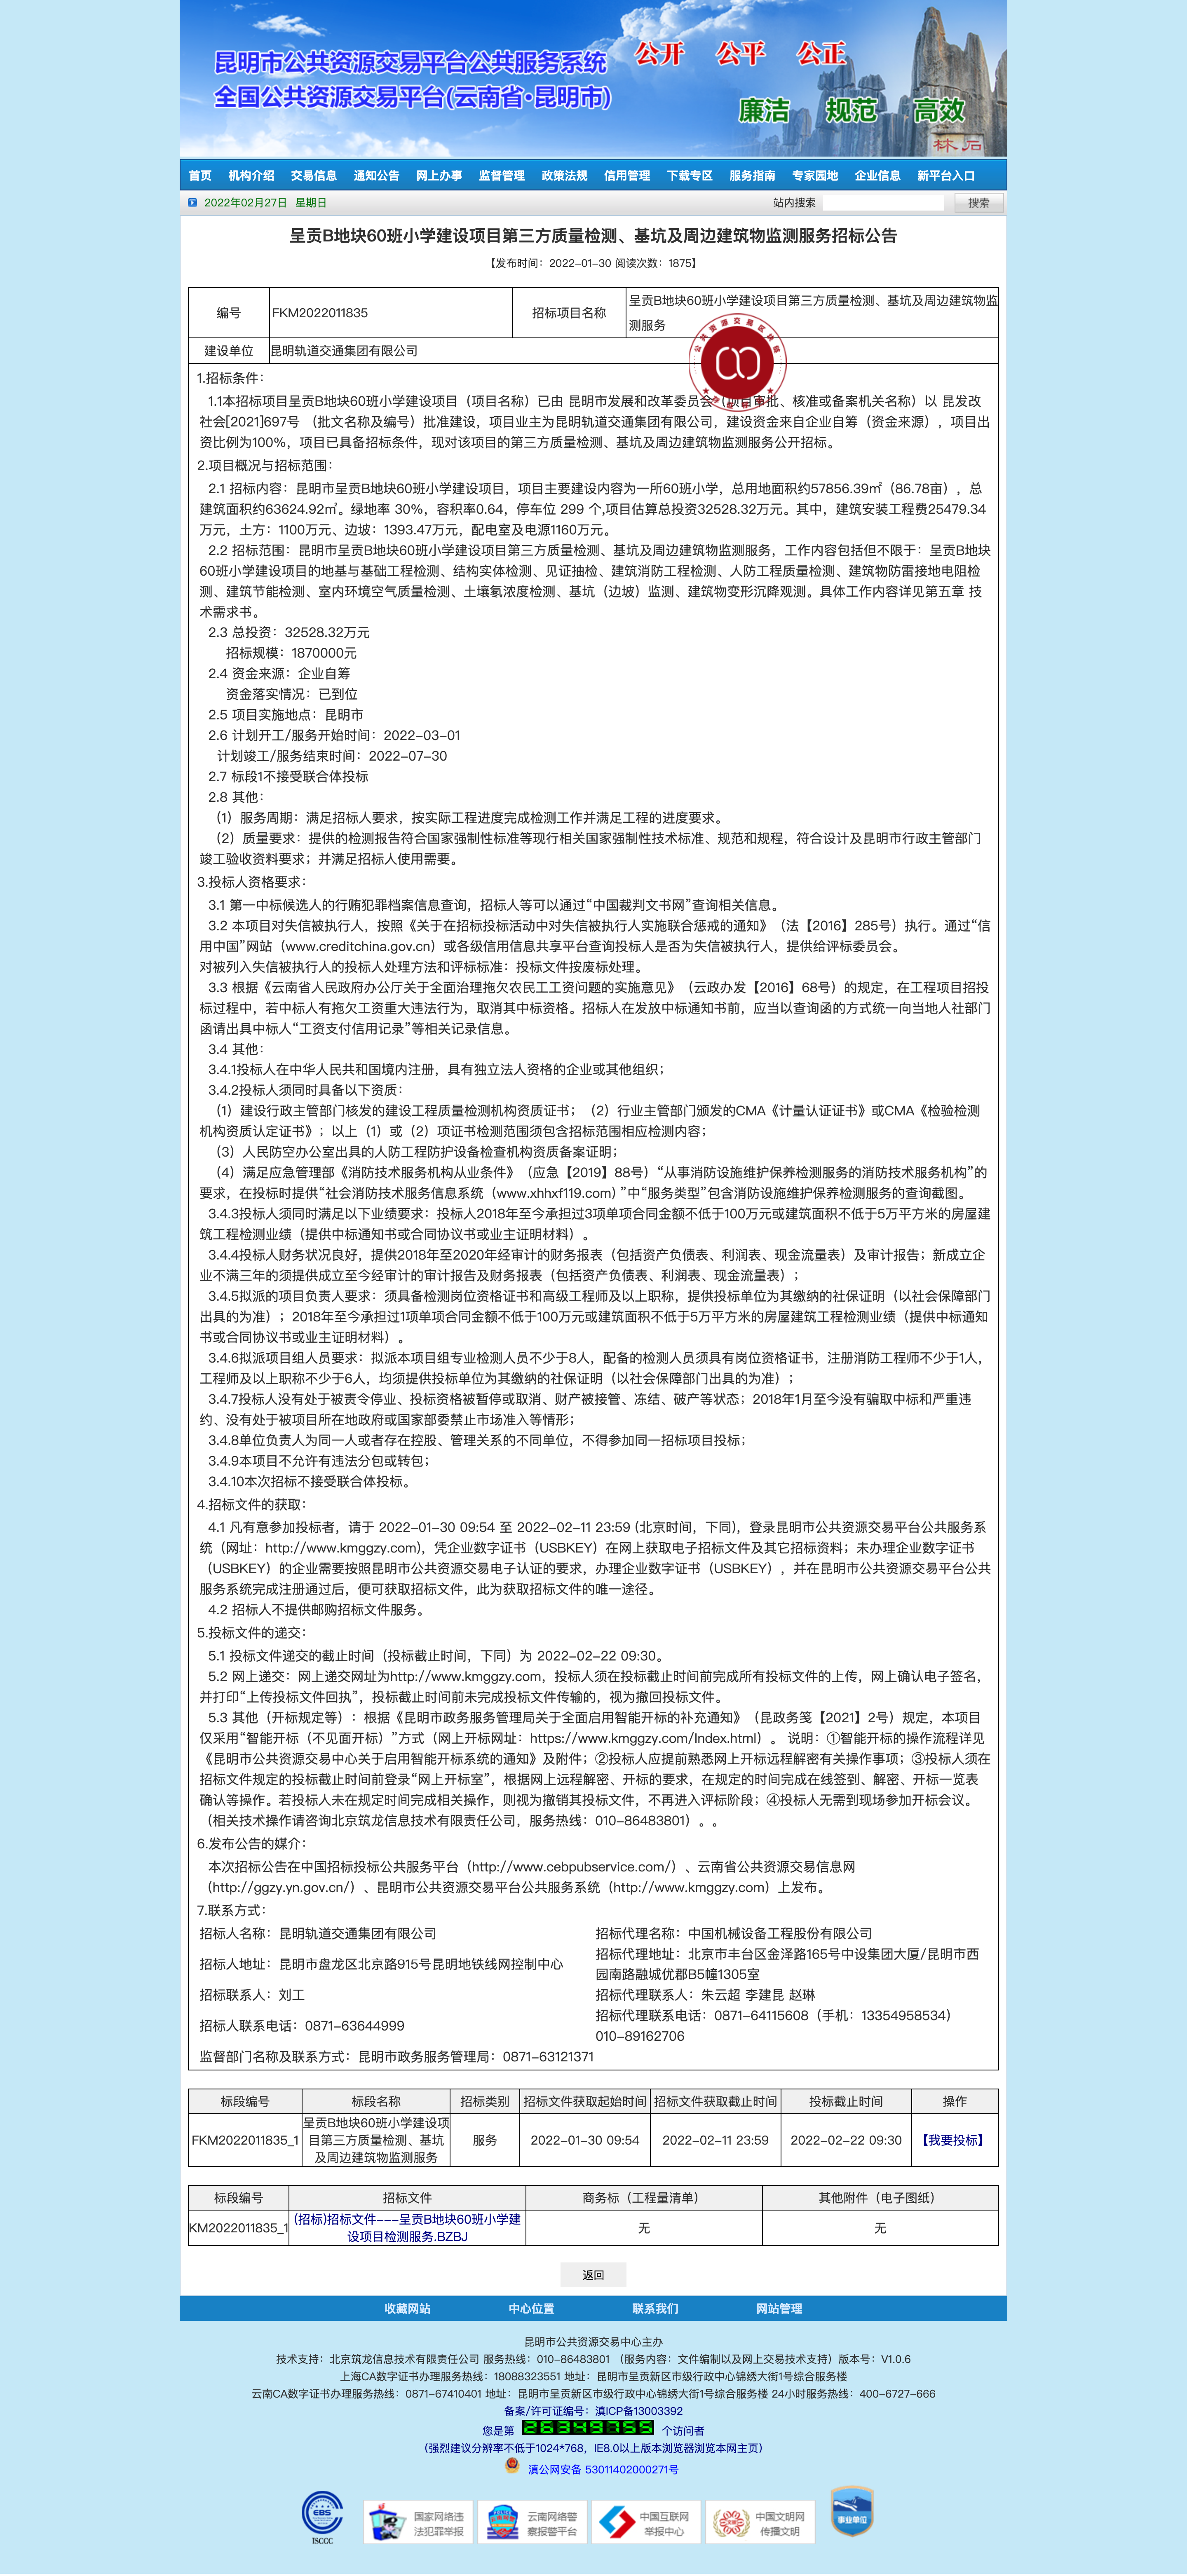 昆明市公共资源交易平台公共服务系统
全国公共资源交易平台(云南省·昆明市)
公开 公平 公正
廉洁 规范 高效
首页 机构介绍 交易信息 通知公告 网上办事 监督管理 政策法规 信用管理 下载专区 服务指南 专家园地 企业信息 新平台入口
2022年02月27日 星期日 站内搜索 搜索
呈贡B地块60班小学建设项目第三方质量检测、基坑及周边建筑物监测服务招标公告
【发布时间：2022-01-30 阅读次数：1875】
编号 FKM2022011835 招标项目名称 呈贡B地块60班小学建设项目第三方质量检测、基坑及周边建筑物监
测服务
建设单位 昆明轨道交通集团有限公司
1.招标条件：
1.1本招标项目呈贡B地块60班小学建设项目（项目名称）已由 昆明市发展和改革委员会（项目审批、核准或备案机关名称）以 昆发改
社会[2021]697号 （批文名称及编号）批准建设，项目业主为昆明轨道交通集团有限公司，建设资金来自企业自筹（资金来源），项目出
资比例为100%，项目已具备招标条件，现对该项目的第三方质量检测、基坑及周边建筑物监测服务公开招标。
2.项目概况与招标范围：
2.1 招标内容：昆明市呈贡B地块60班小学建设项目，项目主要建设内容为一所60班小学，总用地面积约57856.39㎡（86.78亩），总
建筑面积约63624.92㎡。绿地率 30%，容积率0.64，停车位 299 个,项目估算总投资32528.32万元。其中，建筑安装工程费25479.34
万元，土方：1100万元、边坡：1393.47万元，配电室及电源1160万元。
2.2 招标范围：昆明市呈贡B地块60班小学建设项目第三方质量检测、基坑及周边建筑物监测服务，工作内容包括但不限于：呈贡B地块
60班小学建设项目的地基与基础工程检测、结构实体检测、见证抽检、建筑消防工程检测、人防工程质量检测、建筑物防雷接地电阻检
测、建筑节能检测、室内环境空气质量检测、土壤氡浓度检测、基坑（边坡）监测、建筑物变形沉降观测。具体工作内容详见第五章 技
术需求书。
2.3 总投资：32528.32万元
招标规模：1870000元
2.4 资金来源：企业自筹
资金落实情况：已到位
2.5 项目实施地点：昆明市
2.6 计划开工/服务开始时间：2022-03-01
计划竣工/服务结束时间：2022-07-30
2.7 标段1不接受联合体投标
2.8 其他：
（1）服务周期：满足招标人要求，按实际工程进度完成检测工作并满足工程的进度要求。
（2）质量要求：提供的检测报告符合国家强制性标准等现行相关国家强制性技术标准、规范和规程，符合设计及昆明市行政主管部门
竣工验收资料要求；并满足招标人使用需要。
3.投标人资格要求：
3.1 第一中标候选人的行贿犯罪档案信息查询，招标人等可以通过“中国裁判文书网”查询相关信息。
3.2 本项目对失信被执行人，按照《关于在招标投标活动中对失信被执行人实施联合惩戒的通知》（法【2016】285号）执行。通过“信
用中国”网站（www.creditchina.gov.cn）或各级信用信息共享平台查询投标人是否为失信被执行人，提供给评标委员会。
对被列入失信被执行人的投标人处理方法和评标标准：投标文件按废标处理。
3.3 根据《云南省人民政府办公厅关于全面治理拖欠农民工工资问题的实施意见》（云政办发【2016】68号）的规定，在工程项目招投
标过程中，若中标人有拖欠工资重大违法行为，取消其中标资格。招标人在发放中标通知书前，应当以查询函的方式统一向当地人社部门
函请出具中标人“工资支付信用记录”等相关记录信息。
3.4 其他：
3.4.1投标人在中华人民共和国境内注册，具有独立法人资格的企业或其他组织；
3.4.2投标人须同时具备以下资质：
（1）建设行政主管部门核发的建设工程质量检测机构资质证书；（2）行业主管部门颁发的CMA《计量认证证书》或CMA《检验检测
机构资质认定证书》；以上（1）或（2）项证书检测范围须包含招标范围相应检测内容；
（3）人民防空办公室出具的人防工程防护设备检查机构资质备案证明；
（4）满足应急管理部《消防技术服务机构从业条件》（应急【2019】88号）“从事消防设施维护保养检测服务的消防技术服务机构”的
要求，在投标时提供“社会消防技术服务信息系统（www.xhhxf119.com) ”中“服务类型”包含消防设施维护保养检测服务的查询截图。
3.4.3投标人须同时满足以下业绩要求：投标人2018年至今承担过3项单项合同金额不低于100万元或建筑面积不低于5万平方米的房屋建
筑工程检测业绩（提供中标通知书或合同协议书或业主证明材料）。
3.4.4投标人财务状况良好，提供2018年至2020年经审计的财务报表（包括资产负债表、利润表、现金流量表）及审计报告；新成立企
业不满三年的须提供成立至今经审计的审计报告及财务报表（包括资产负债表、利润表、现金流量表）；
3.4.5拟派的项目负责人要求：须具备检测岗位资格证书和高级工程师及以上职称，提供投标单位为其缴纳的社保证明（以社会保障部门
出具的为准）；2018年至今承担过1项单项合同金额不低于100万元或建筑面积不低于5万平方米的房屋建筑工程检测业绩（提供中标通知
书或合同协议书或业主证明材料）。
3.4.6拟派项目组人员要求：拟派本项目组专业检测人员不少于8人，配备的检测人员须具有岗位资格证书，注册消防工程师不少于1人，
工程师及以上职称不少于6人，均须提供投标单位为其缴纳的社保证明（以社会保障部门出具的为准）；
3.4.7投标人没有处于被责令停业、投标资格被暂停或取消、财产被接管、冻结、破产等状态；2018年1月至今没有骗取中标和严重违
约、没有处于被项目所在地政府或国家部委禁止市场准入等情形；
3.4.8单位负责人为同一人或者存在控股、管理关系的不同单位，不得参加同一招标项目投标；
3.4.9本项目不允许有违法分包或转包；
3.4.10本次招标不接受联合体投标。
4.招标文件的获取：
4.1 凡有意参加投标者，请于 2022-01-30 09:54 至 2022-02-11 23:59 (北京时间，下同)，登录昆明市公共资源交易平台公共服务系
统（网址：http://www.kmggzy.com)，凭企业数字证书（USBKEY）在网上获取电子招标文件及其它招标资料；未办理企业数字证书
（USBKEY）的企业需要按照昆明市公共资源交易电子认证的要求，办理企业数字证书（USBKEY），并在昆明市公共资源交易平台公共
服务系统完成注册通过后，便可获取招标文件，此为获取招标文件的唯一途径。
4.2 招标人不提供邮购招标文件服务。
5.投标文件的递交：
5.1 投标文件递交的截止时间（投标截止时间，下同）为 2022-02-22 09:30。
5.2 网上递交：网上递交网址为http://www.kmggzy.com，投标人须在投标截止时间前完成所有投标文件的上传，网上确认电子签名，
并打印“上传投标文件回执”，投标截止时间前未完成投标文件传输的，视为撤回投标文件。
5.3 其他（开标规定等）：根据《昆明市政务服务管理局关于全面启用智能开标的补充通知》（昆政务笺【2021】2号）规定，本项目
仅采用“智能开标（不见面开标）”方式（网上开标网址：https://www.kmggzy.com/Index.html）。 说明：①智能开标的操作流程详见
《昆明市公共资源交易中心关于启用智能开标系统的通知》及附件；②投标人应提前熟悉网上开标远程解密有关操作事项；③投标人须在
招标文件规定的投标截止时间前登录“网上开标室”，根据网上远程解密、开标的要求，在规定的时间完成在线签到、解密、开标一览表
确认等操作。若投标人未在规定时间完成相关操作，则视为撤销其投标文件，不再进入评标阶段；④投标人无需到现场参加开标会议。
（相关技术操作请咨询北京筑龙信息技术有限责任公司，服务热线：010-86483801）。。
6.发布公告的媒介：
本次招标公告在中国招标投标公共服务平台（http://www.cebpubservice.com/）、云南省公共资源交易信息网
（http://ggzy.yn.gov.cn/）、昆明市公共资源交易平台公共服务系统（http://www.kmggzy.com）上发布。
7.联系方式：
招标人名称：昆明轨道交通集团有限公司 招标代理名称：中国机械设备工程股份有限公司
招标人地址：昆明市盘龙区北京路915号昆明地铁线网控制中心 招标代理地址：北京市丰台区金泽路165号中设集团大厦/昆明市西
园南路融城优郡B5幢1305室
招标联系人：刘工 招标代理联系人：朱云超 李建昆 赵琳
招标人联系电话：0871-63644999 招标代理联系电话：0871-64115608（手机：13354958534）
010-89162706
监督部门名称及联系方式：昆明市政务服务管理局：0871-63121371
标段编号 标段名称 招标类别 招标文件获取起始时间 招标文件获取截止时间 投标截止时间 操作
FKM2022011835_1 呈贡B地块60班小学建设项
目第三方质量检测、基坑
及周边建筑物监测服务 服务 2022-01-30 09:54 2022-02-11 23:59 2022-02-22 09:30 【我要投标】
标段编号 招标文件 商务标（工程量清单） 其他附件（电子图纸）
KM2022011835_1 (招标)招标文件---呈贡B地块60班小学建
设项目检测服务.BZBJ 无 无
返回
收藏网站 中心位置 联系我们 网站管理
昆明市公共资源交易中心主办
技术支持：北京筑龙信息技术有限责任公司 服务热线：010-86483801 （服务内容：文件编制以及网上交易技术支持）版本号：V1.0.6
上海CA数字证书办理服务热线：18088323551 地址：昆明市呈贡新区市级行政中心锦绣大街1号综合服务楼
云南CA数字证书办理服务热线：0871-67410401 地址：昆明市呈贡新区市级行政中心锦绣大街1号综合服务楼 24小时服务热线：400-6727-666
备案/许可证编号：滇ICP备13003392
您是第 26349755 个访问者
（强烈建议分辨率不低于1024*768，IE8.0以上版本浏览器浏览本网主页）
滇公网安备 53011402000271号
EBS
ISCCC
国家网络违
法犯罪举报
云南网络警
察报警平台
中国互联网
举报中心
中国文明网
传播文明
事业单位